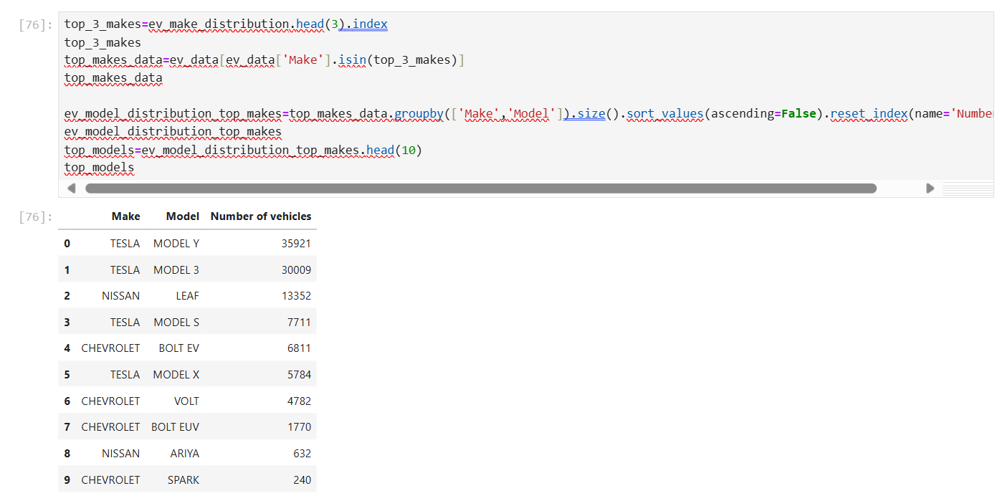 [76]:
top_3_makes=ev_make_distribution.head(3).index
top_3_makes
top_makes_data=ev_data[ev_data['Make'].isin(top_3_makes)]
top_makes_data
ev_model_distribution_top_makes=top_makes_data.groupby(['Make','Model']).size().sort_values(ascending=False).reset_index(name='Numbe
ev_model_distribution_top_makes
top_models=ev_model_distribution_top_makes.head(10)
top_models
[76]:
Make Model Number of vehicles
0 TESLA MODEL Y 35921
1 TESLA MODEL 3 30009
2 NISSAN LEAF 13352
3 TESLA MODEL S 7711
4 CHEVROLET BOLT EV 6811
5 TESLA MODEL X 5784
6 CHEVROLET VOLT 4782
7 CHEVROLET BOLT EUV 1770
8 NISSAN ARIYA 632
9 CHEVROLET SPARK 240